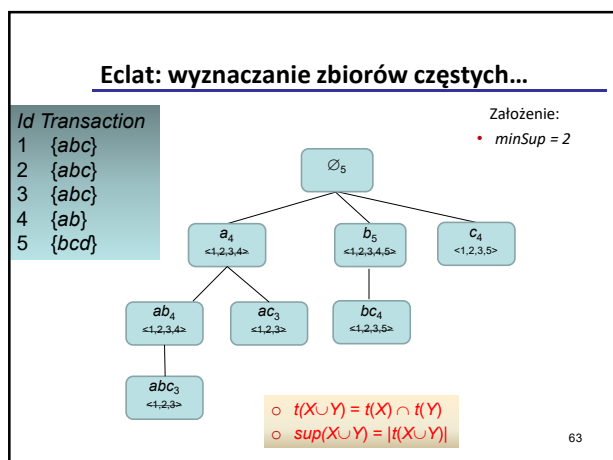 Eclat: wyznaczanie zbiorów częstych…
Id Transaction
1 {abc}
2 {abc}
3 {abc}
4 {ab}
5 {bcd}
Założenie:
• minSup = 2
∅₅
a₄
<1,2,3,4>
b₅
<1,2,3,4,5>
c₄
<1,2,3,5>
ab₄
<1,2,3,4>
ac₃
<1,2,3>
bc₄
<1,2,3,5>
abc₃
<1,2,3>
o t(X∪Y) = t(X) ∩ t(Y)
o sup(X∪Y) = |t(X∪Y)|
63